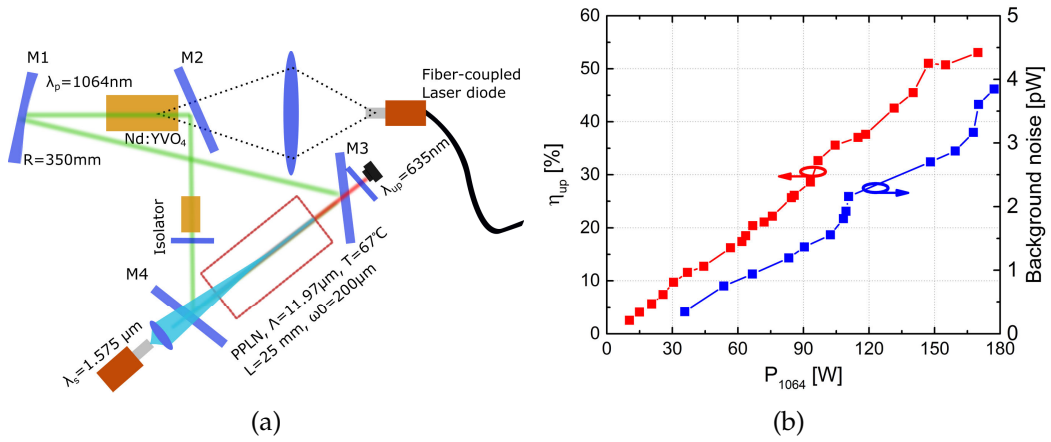 (a)
M1
λp=1064nm
M2
Fiber-coupled
Laser diode
Nd:YVO4
R=350mm
M3
λup=635nm
Isolator
M4
PPLN, Λ=11.97μm, T=67℃
L=25 mm, ω0=200μm
λs=1.575 μm
(b)
60
50
40
30
20
10
0
ηup [%]
5
4
3
2
1
0
Background noise [pW]
0 30 60 90 120 150 180
P1064 [W]